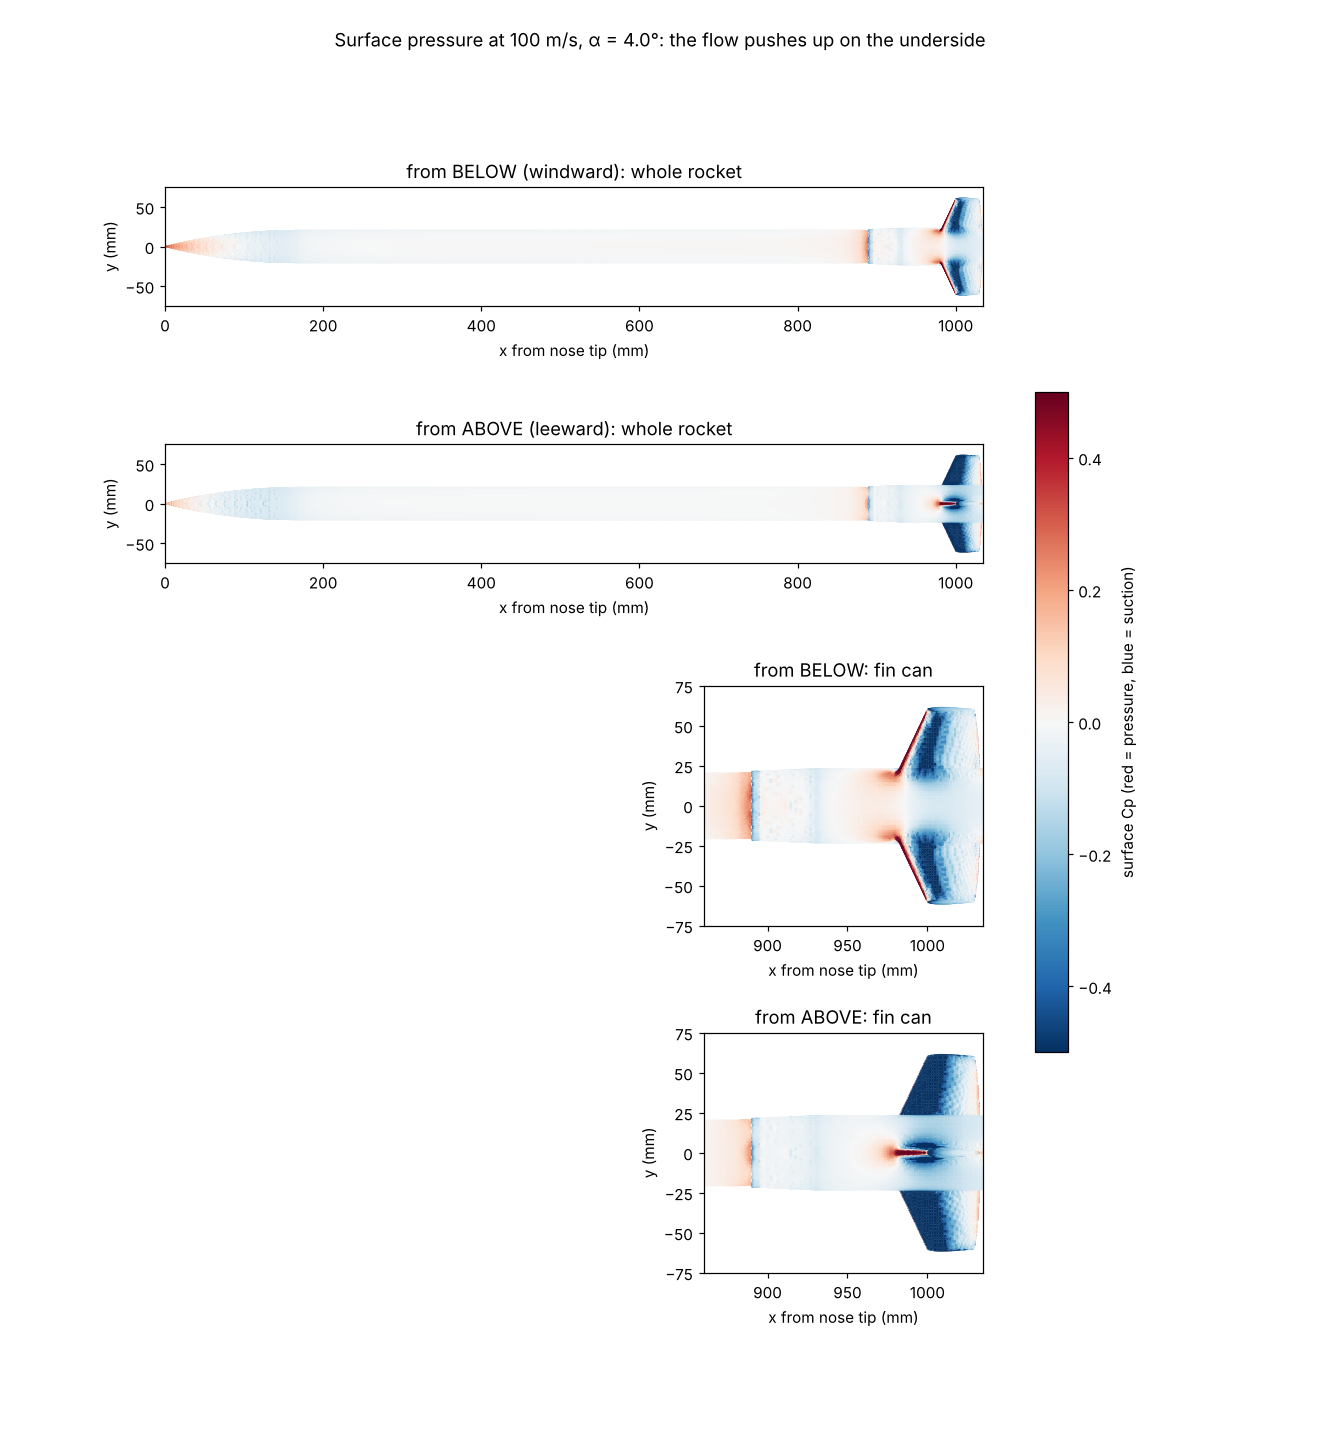 Surface pressure at 100 m/s, α = 4.0°: the flow pushes up on the underside
from BELOW (windward): whole rocket
y (mm)
50
0
−50
0 200 400 600 800 1000
x from nose tip (mm)
from ABOVE (leeward): whole rocket
y (mm)
50
0
−50
0 200 400 600 800 1000
x from nose tip (mm)
from BELOW: fin can
y (mm)
75
50
25
0
−25
−50
−75
900 950 1000
x from nose tip (mm)
from ABOVE: fin can
y (mm)
75
50
25
0
−25
−50
−75
900 950 1000
x from nose tip (mm)
0.4
0.2
0.0
−0.2
−0.4
surface Cp (red = pressure, blue = suction)